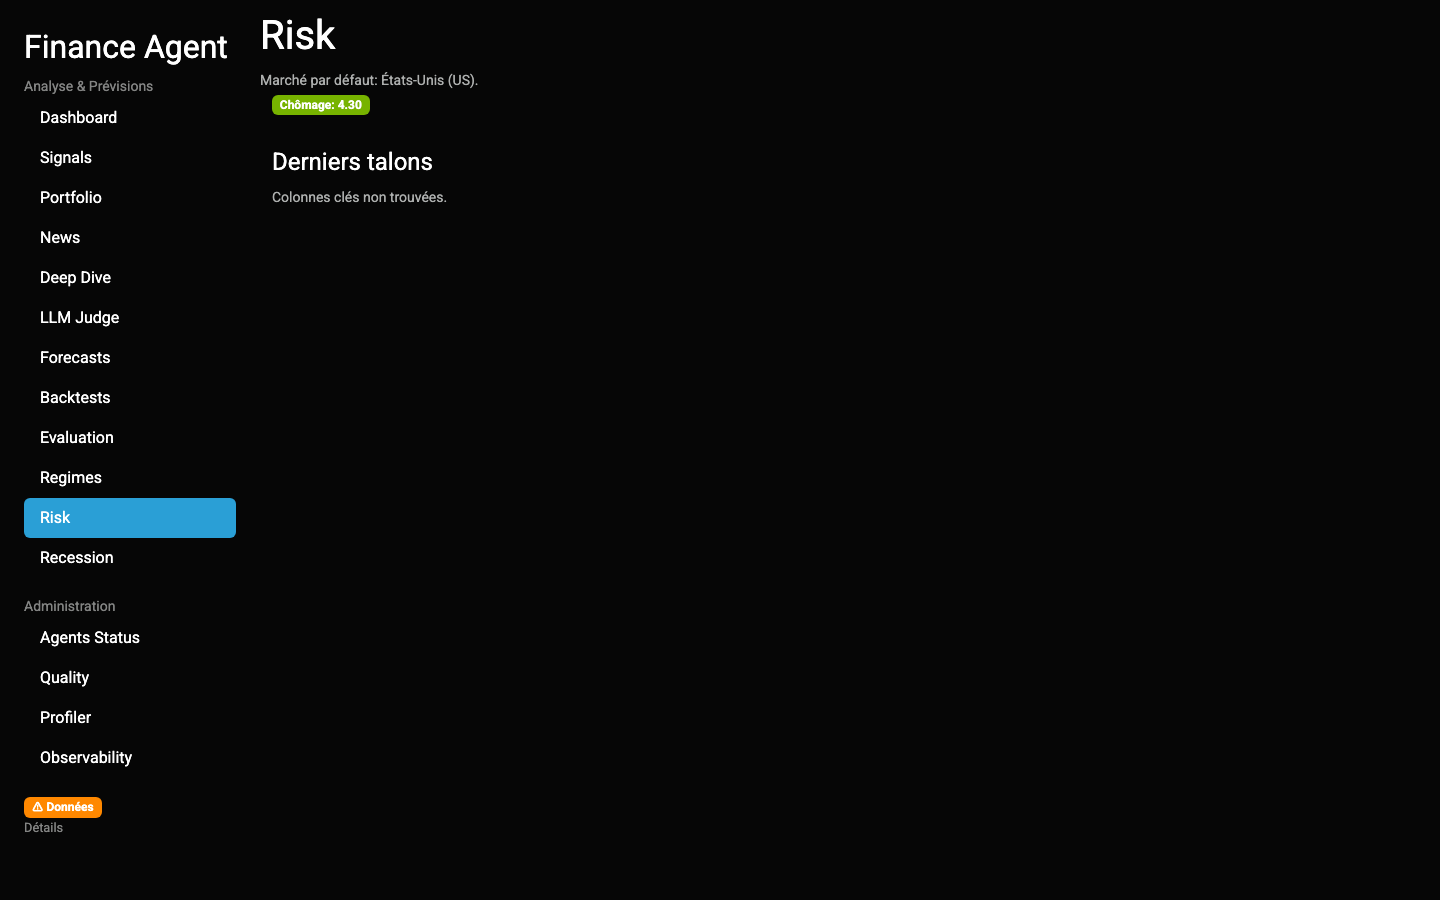 Finance Agent
Analyse & Prévisions
Dashboard
Signals
Portfolio
News
Deep Dive
LLM Judge
Forecasts
Backtests
Evaluation
Regimes
Risk
Recession
Administration
Agents Status
Quality
Profiler
Observability
⚠ Données
Détails
Risk
Marché par défaut: États-Unis (US).
Chômage: 4.30
Derniers talons
Colonnes clés non trouvées.